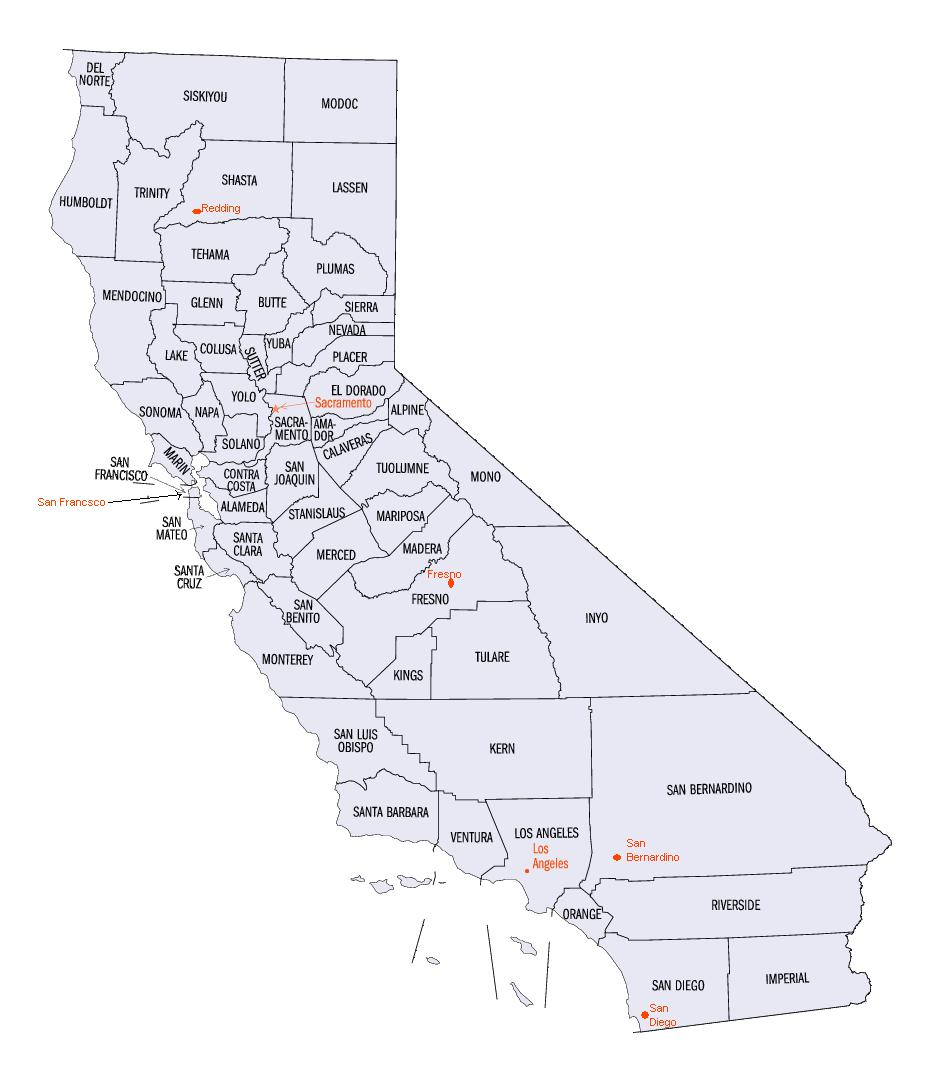 DEL
NORTE
SISKIYOU
MODOC
HUMBOLDT
TRINITY
SHASTA
LASSEN
Redding
TEHAMA
PLUMAS
MENDOCINO
GLENN
BUTTE
SIERRA
NEVADA
YUBA
LAKE
COLUSA
SUTTER
PLACER
YOLO
EL DORADO
Sacramento
SONOMA
NAPA
SACRA-
MENTO
AMA-
DOR
ALPINE
SOLANO
CALAVERAS
MARIN
SAN
FRANCISCO
CONTRA
COSTA
SAN
JOAQUIN
TUOLUMNE
MONO
San Francsco
ALAMEDA
STANISLAUS
MARIPOSA
SAN
MATEO
SANTA
CLARA
MERCED
MADERA
SANTA
CRUZ
Fresno
FRESNO
SAN
BENITO
INYO
MONTEREY
KINGS
TULARE
SAN LUIS
OBISPO
KERN
SAN BERNARDINO
SANTA BARBARA
VENTURA
LOS ANGELES
Los
Angeles
San
Bernardino
ORANGE
RIVERSIDE
SAN DIEGO
IMPERIAL
San
Diego